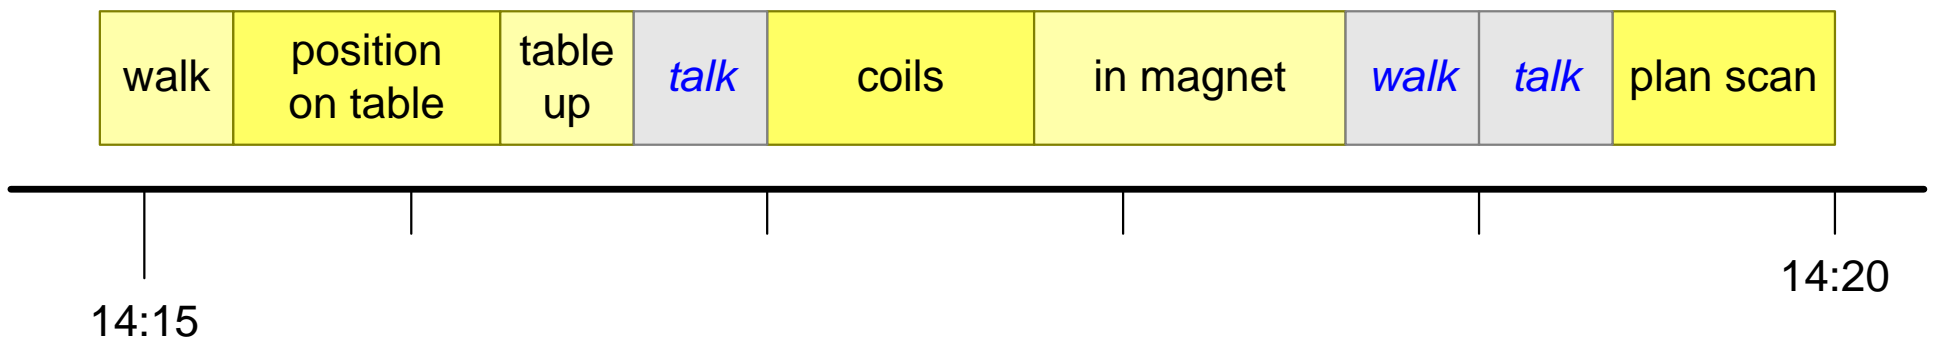 walk
position
on table
table
up
talk
coils
in magnet
walk
talk
plan scan
14:15
14:20